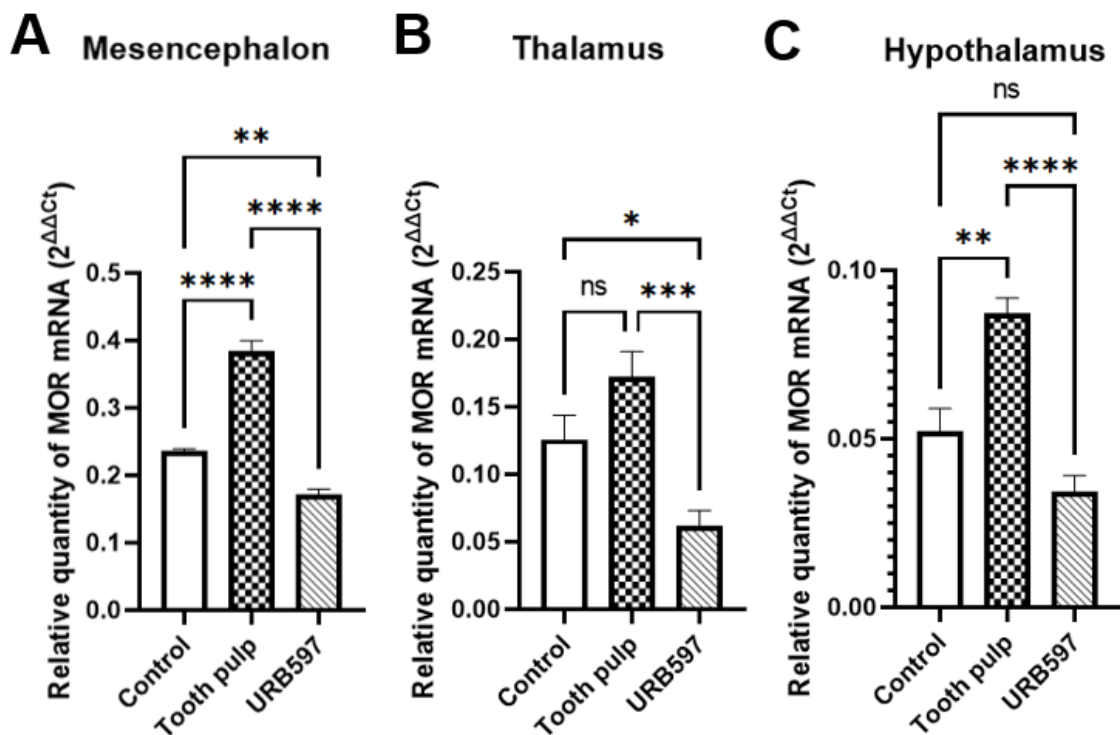 A Mesencephalon
Relative quantity of MOR mRNA (2^ΔΔCt)
**
****
****
0.5
0.4
0.3
0.2
0.1
0.0
Control
Tooth pulp
URB597
B Thalamus
Relative quantity of MOR mRNA (2^ΔΔCt)
*
ns
***
0.25
0.20
0.15
0.10
0.05
0.00
Control
Tooth pulp
URB597
C Hypothalamus
Relative quantity of MOR mRNA (2^ΔΔCt)
ns
****
**
0.10
0.05
0.00
Control
Tooth pulp
URB597